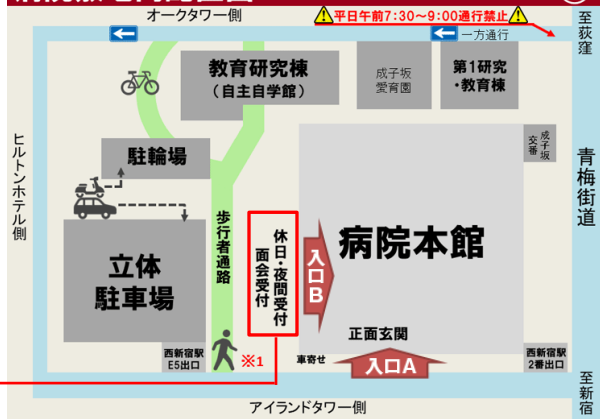 オークタワー側
平日午前7:30～9:00通行禁止
一方通行
至荻窪
教育研究棟
（自主自学館）
成子坂
愛育園
第1研究
・教育棟
成子坂
交番
駐輪場
ヒルトンホテル側
青梅街道
歩行者通路
休日・夜間受付
面会受付
入口B
病院本館
立体
駐車場
正面玄関
西新宿駅
E5出口
※1
車寄せ
入口A
西新宿駅
2番出口
至新宿
アイランドタワー側